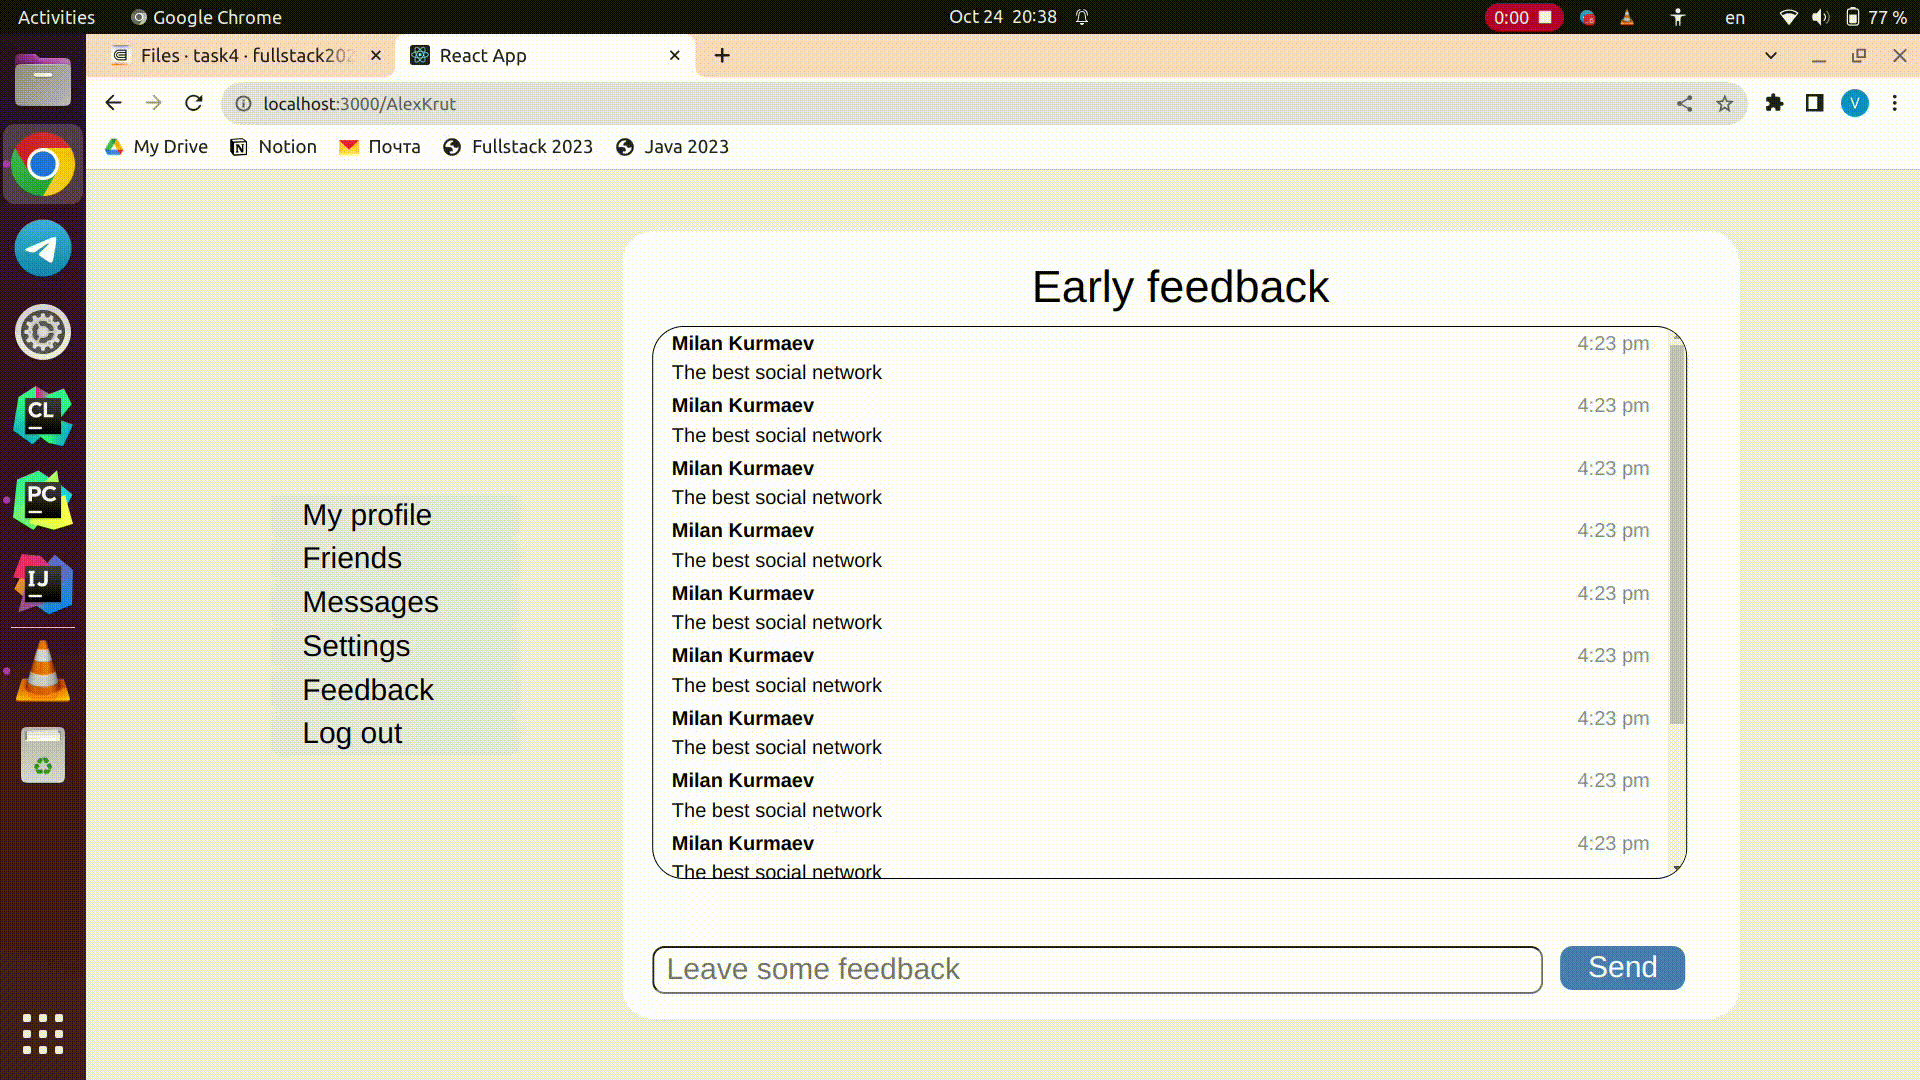 Activities
Google Chrome
Oct 24 20:38
0:00
en
77 %
Files · task4 · fullstack202
React App
localhost:3000/AlexKrut
V
My Drive
Notion
Почта
Fullstack 2023
Java 2023
CL
PC
IJ
My profile
Friends
Messages
Settings
Feedback
Log out
Early feedback
Milan Kurmaev 4:23 pm
The best social network
Milan Kurmaev 4:23 pm
The best social network
Milan Kurmaev 4:23 pm
The best social network
Milan Kurmaev 4:23 pm
The best social network
Milan Kurmaev 4:23 pm
The best social network
Milan Kurmaev 4:23 pm
The best social network
Milan Kurmaev 4:23 pm
The best social network
Milan Kurmaev 4:23 pm
The best social network
Milan Kurmaev 4:23 pm
The best social network
Leave some feedback
Send